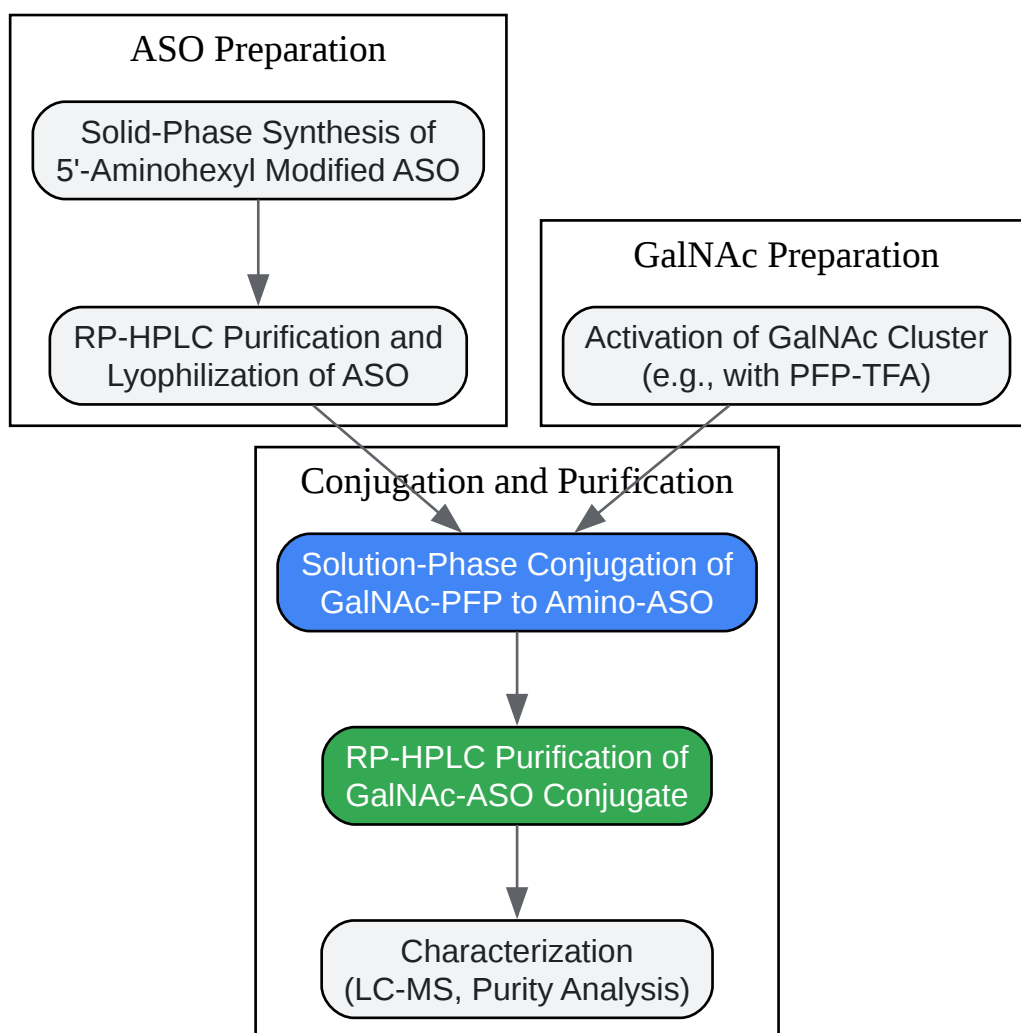 ASO Preparation
Solid-Phase Synthesis of
5'-Aminohexyl Modified ASO
RP-HPLC Purification and
Lyophilization of ASO
GalNAc Preparation
Activation of GalNAc Cluster
(e.g., with PFP-TFA)
Conjugation and Purification
Solution-Phase Conjugation of
GalNAc-PFP to Amino-ASO
RP-HPLC Purification of
GalNAc-ASO Conjugate
Characterization
(LC-MS, Purity Analysis)